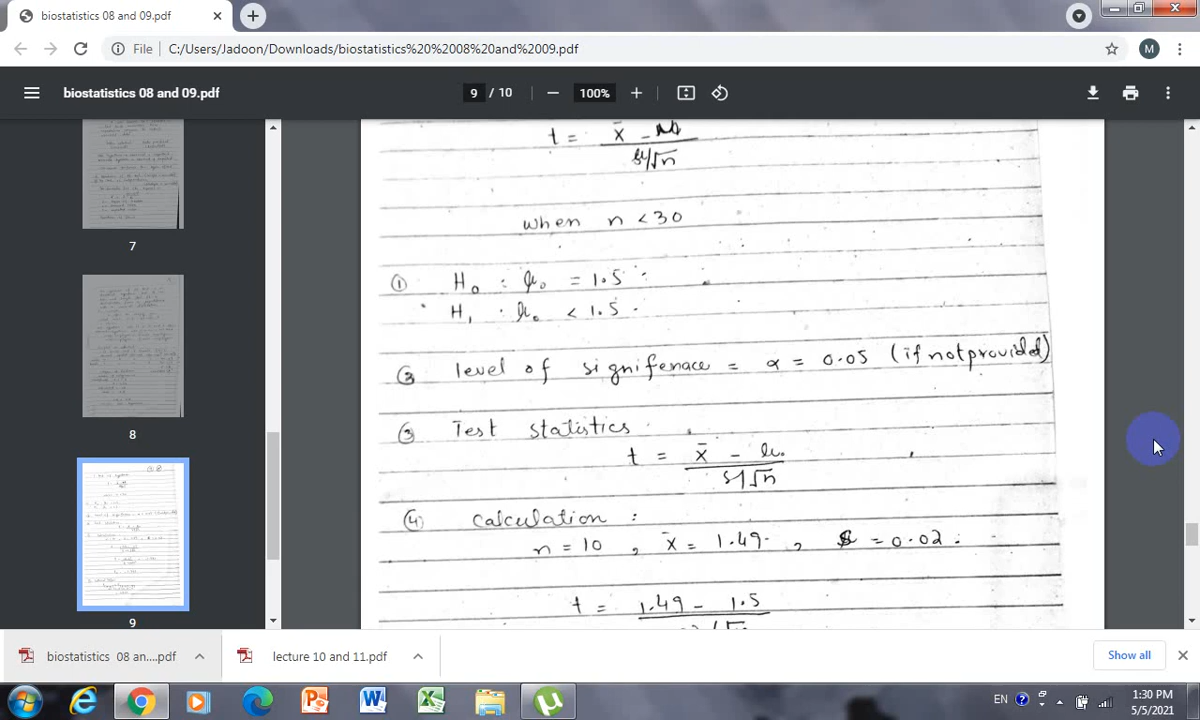 biostatistics 08 and 09.pdf
File
C:/Users/Jadoon/Downloads/biostatistics%20%2008%20and%2009.pdf
M
biostatistics 08 and 09.pdf
9 / 10
100%
7
8
9
t = x̄ - μ₀ / s/√n
when n < 30
① H₀ : μ₀ = 1.5
H₁ : μ₀ < 1.5
② level of signifenace = α = 0.05 (if not provided)
③ Test statistics
t = x̄ - μ₀ / s/√n
④ Calculation :
n = 10 , x̄ = 1.49 , s = 0.02
t = 1.49 - 1.5
biostatistics 08 an....pdf
lecture 10 and 11.pdf
Show all
EN
1:30 PM
5/5/2021